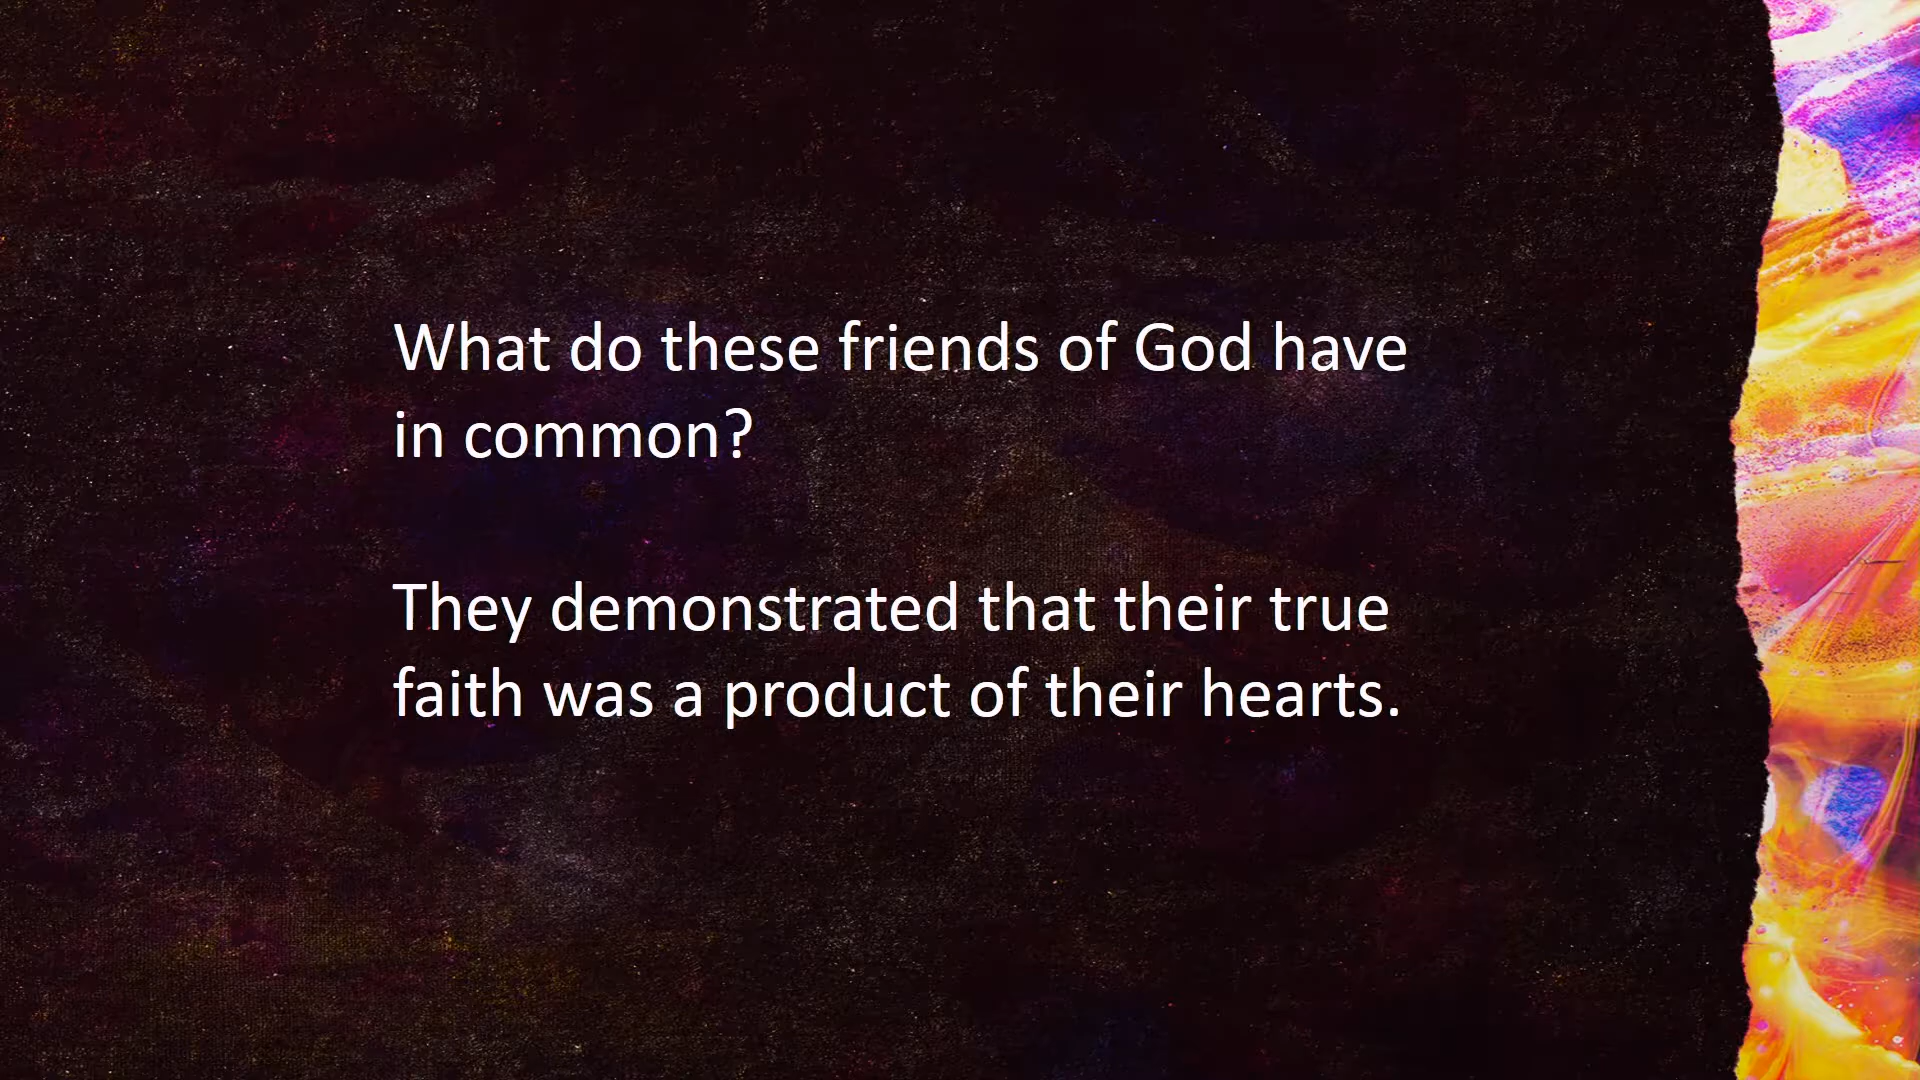 What do these friends of God have
in common?
They demonstrated that their true
faith was a product of their hearts.